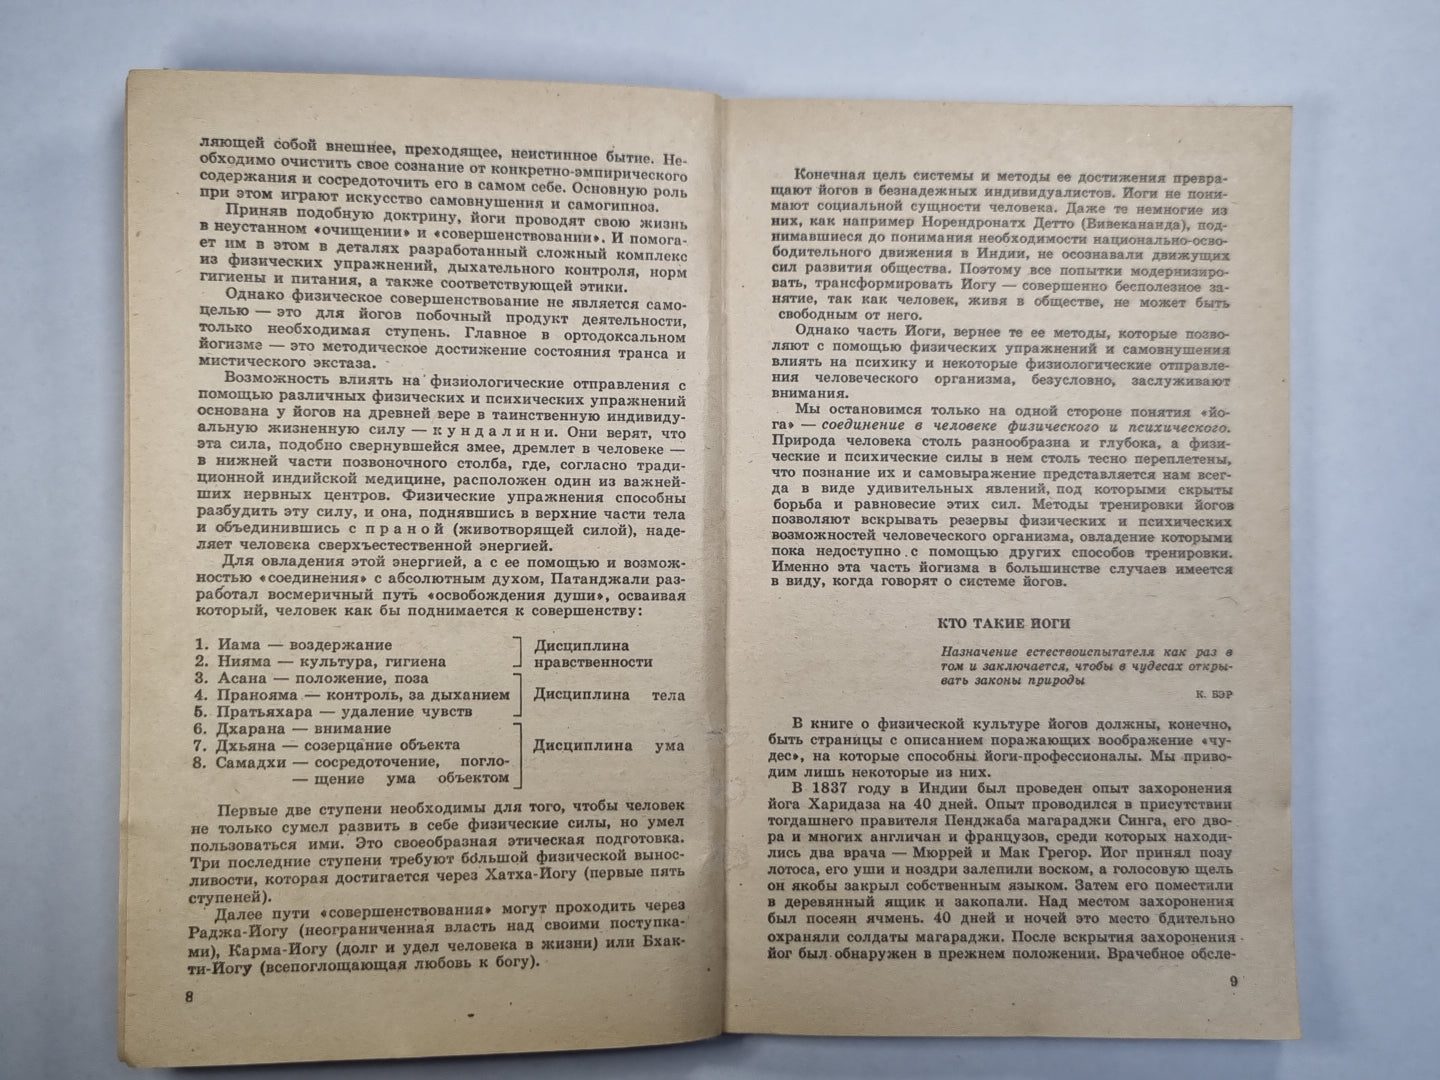 ляющей собой внешнее, преходящее, неистинное бытие. Не-
обходимо очистить свое сознание от конкретно-эмпирического
содержания и сосредоточить его в самом себе. Основную роль
при этом играют искусство самовнушения и самогипноз.
Приняв подобную доктрину, йоги проводят свою жизнь
в неустанном «очищении» и «совершенствовании». И помога-
ет им в этом в деталях разработанный сложный комплекс
из физических упражнений, дыхательного контроля, норм
гигиены и питания, а также соответствующей этики.
Однако физическое совершенствование не является само-
целью — это для йогов побочный продукт деятельности,
только необходимая ступень. Главное в ортодоксальном
йогизме — это методическое достижение состояния транса и
мистического экстаза.
Возможность влиять на физиологические отправления с
помощью различных физических и психических упражнений
основана у йогов на древней вере в таинственную индивиду-
альную жизненную силу — к у н д а л и н и. Они верят, что
эта сила, подобно свернувшейся змее, дремлет в человеке —
в нижней части позвоночного столба, где, согласно тради-
ционной индийской медицине, расположен один из важней-
ших нервных центров. Физические упражнения способны
разбудить эту силу, и она, поднявшись в верхние части тела
и объединившись с п р а н о й (животворящей силой), наде-
ляет человека сверхъестественной энергией.
Для овладения этой энергией, а с ее помощью и возмож-
ностью «соединения» с абсолютным духом, Патанджали раз-
работал восмеричный путь «освобождения души», осваивая
который, человек как бы поднимается к совершенству:
1. Иама — воздержание
2. Нияма — культура, гигиена
Дисциплина
нравственности
3. Асана — положение, поза
4. Пранояма — контроль, за дыханием
5. Пратьяхара — удаление чувств
Дисциплина тела
6. Дхарана — внимание
7. Дхьяна — созерцание объекта
8. Самадхи — сосредоточение, погло-
— щение ума объектом
Дисциплина ума
Первые две ступени необходимы для того, чтобы человек
не только сумел развить в себе физические силы, но умел
пользоваться ими. Это своеобразная этическая подготовка.
Три последние ступени требуют бóльшой физической вынос-
ливости, которая достигается через Хатха-Йогу (первые пять
ступеней).
Далее пути «совершенствования» могут проходить через
Раджа-Йогу (неограниченная власть над своими поступка-
ми), Карма-Йогу (долг и удел человека в жизни) или Бхак-
ти-Йогу (всепоглощающая любовь к богу).
8
Конечная цель системы и методы ее достижения превра-
щают йогов в безнадежных индивидуалистов. Йоги не пони-
мают социальной сущности человека. Даже те немногие из
них, как например Норендронатх Детто (Вивекананда), под-
нимавшиеся до понимания необходимости национально-осво-
бодительного движения в Индии, не осознавали движущих
сил развития общества. Поэтому все попытки модернизиро-
вать, трансформировать Йогу — совершенно бесполезное за-
нятие, так как человек, живя в обществе, не может быть
свободным от него.
Однако часть Йоги, вернее те ее методы, которые позво-
ляют с помощью физических упражнений и самовнушения
влиять на психику и некоторые физиологические отправле-
ния человеческого организма, безусловно, заслуживают
внимания.
Мы остановимся только на одной стороне понятия «йо-
га» — соединение в человеке физического и психического.
Природа человека столь разнообразна и глубока, а физи-
ческие и психические силы в нем столь тесно переплетены,
что познание их и самовыражение представляется нам всег-
да в виде удивительных явлений, под которыми скрыты
борьба и равновесие этих сил. Методы тренировки йогов
позволяют вскрывать резервы физических и психических
возможностей человеческого организма, овладение которыми
пока недоступно с помощью других способов тренировки.
Именно эта часть йогизма в большинстве случаев имеется
в виду, когда говорят о системе йогов.
КТО ТАКИЕ ЙОГИ
Назначение естествоиспытателя как раз в
том и заключается, чтобы в чудесах откры-
вать законы природы
К. БЭР
В книге о физической культуре йогов должны, конечно,
быть страницы с описанием поражающих воображение «чу-
дес», на которые способны йоги-профессионалы. Мы приво-
дим лишь некоторые из них.
В 1837 году в Индии был проведен опыт захоронения
йога Харидаза на 40 дней. Опыт проводился в присутствии
тогдашнего правителя Пенджаба магараджи Синга, его дво-
ра и многих англичан и французов, среди которых находи-
лись два врача — Мюррей и Мак Грегор. Йог принял позу
лотоса, его уши и ноздри залепили воском, а голосовую щель
он якобы закрыл собственным языком. Затем его поместили
в деревянный ящик и закопали. Над местом захоронения
был посеян ячмень. 40 дней и ночей это место бдительно
охраняли солдаты магараджи. После вскрытия захоронения
йог был обнаружен в прежнем положении. Врачебное обсле-
9